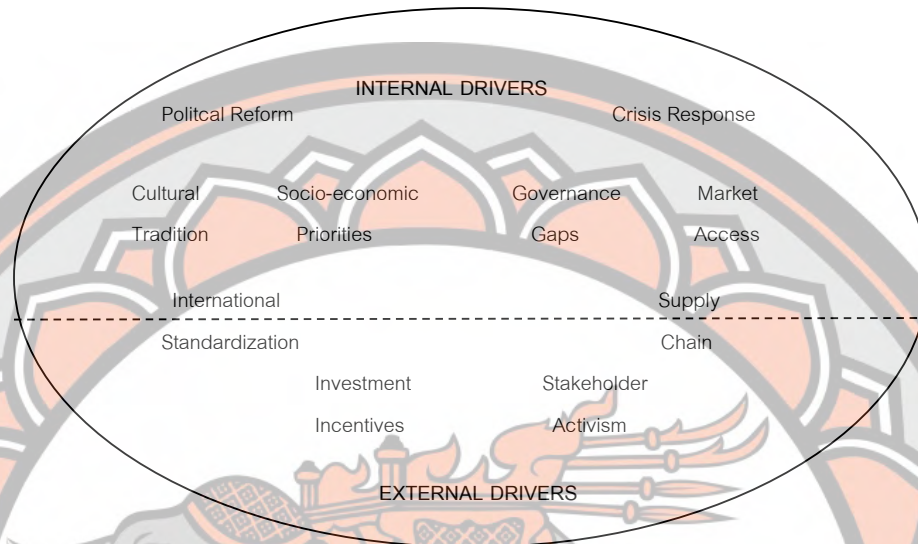 INTERNAL DRIVERS
Politcal Reform Crisis Response
Cultural Socio-economic Governance Market
Tradition Priorities Gaps Access
International Supply
Standardization Chain
Investment Stakeholder
Incentives Activism
EXTERNAL DRIVERS